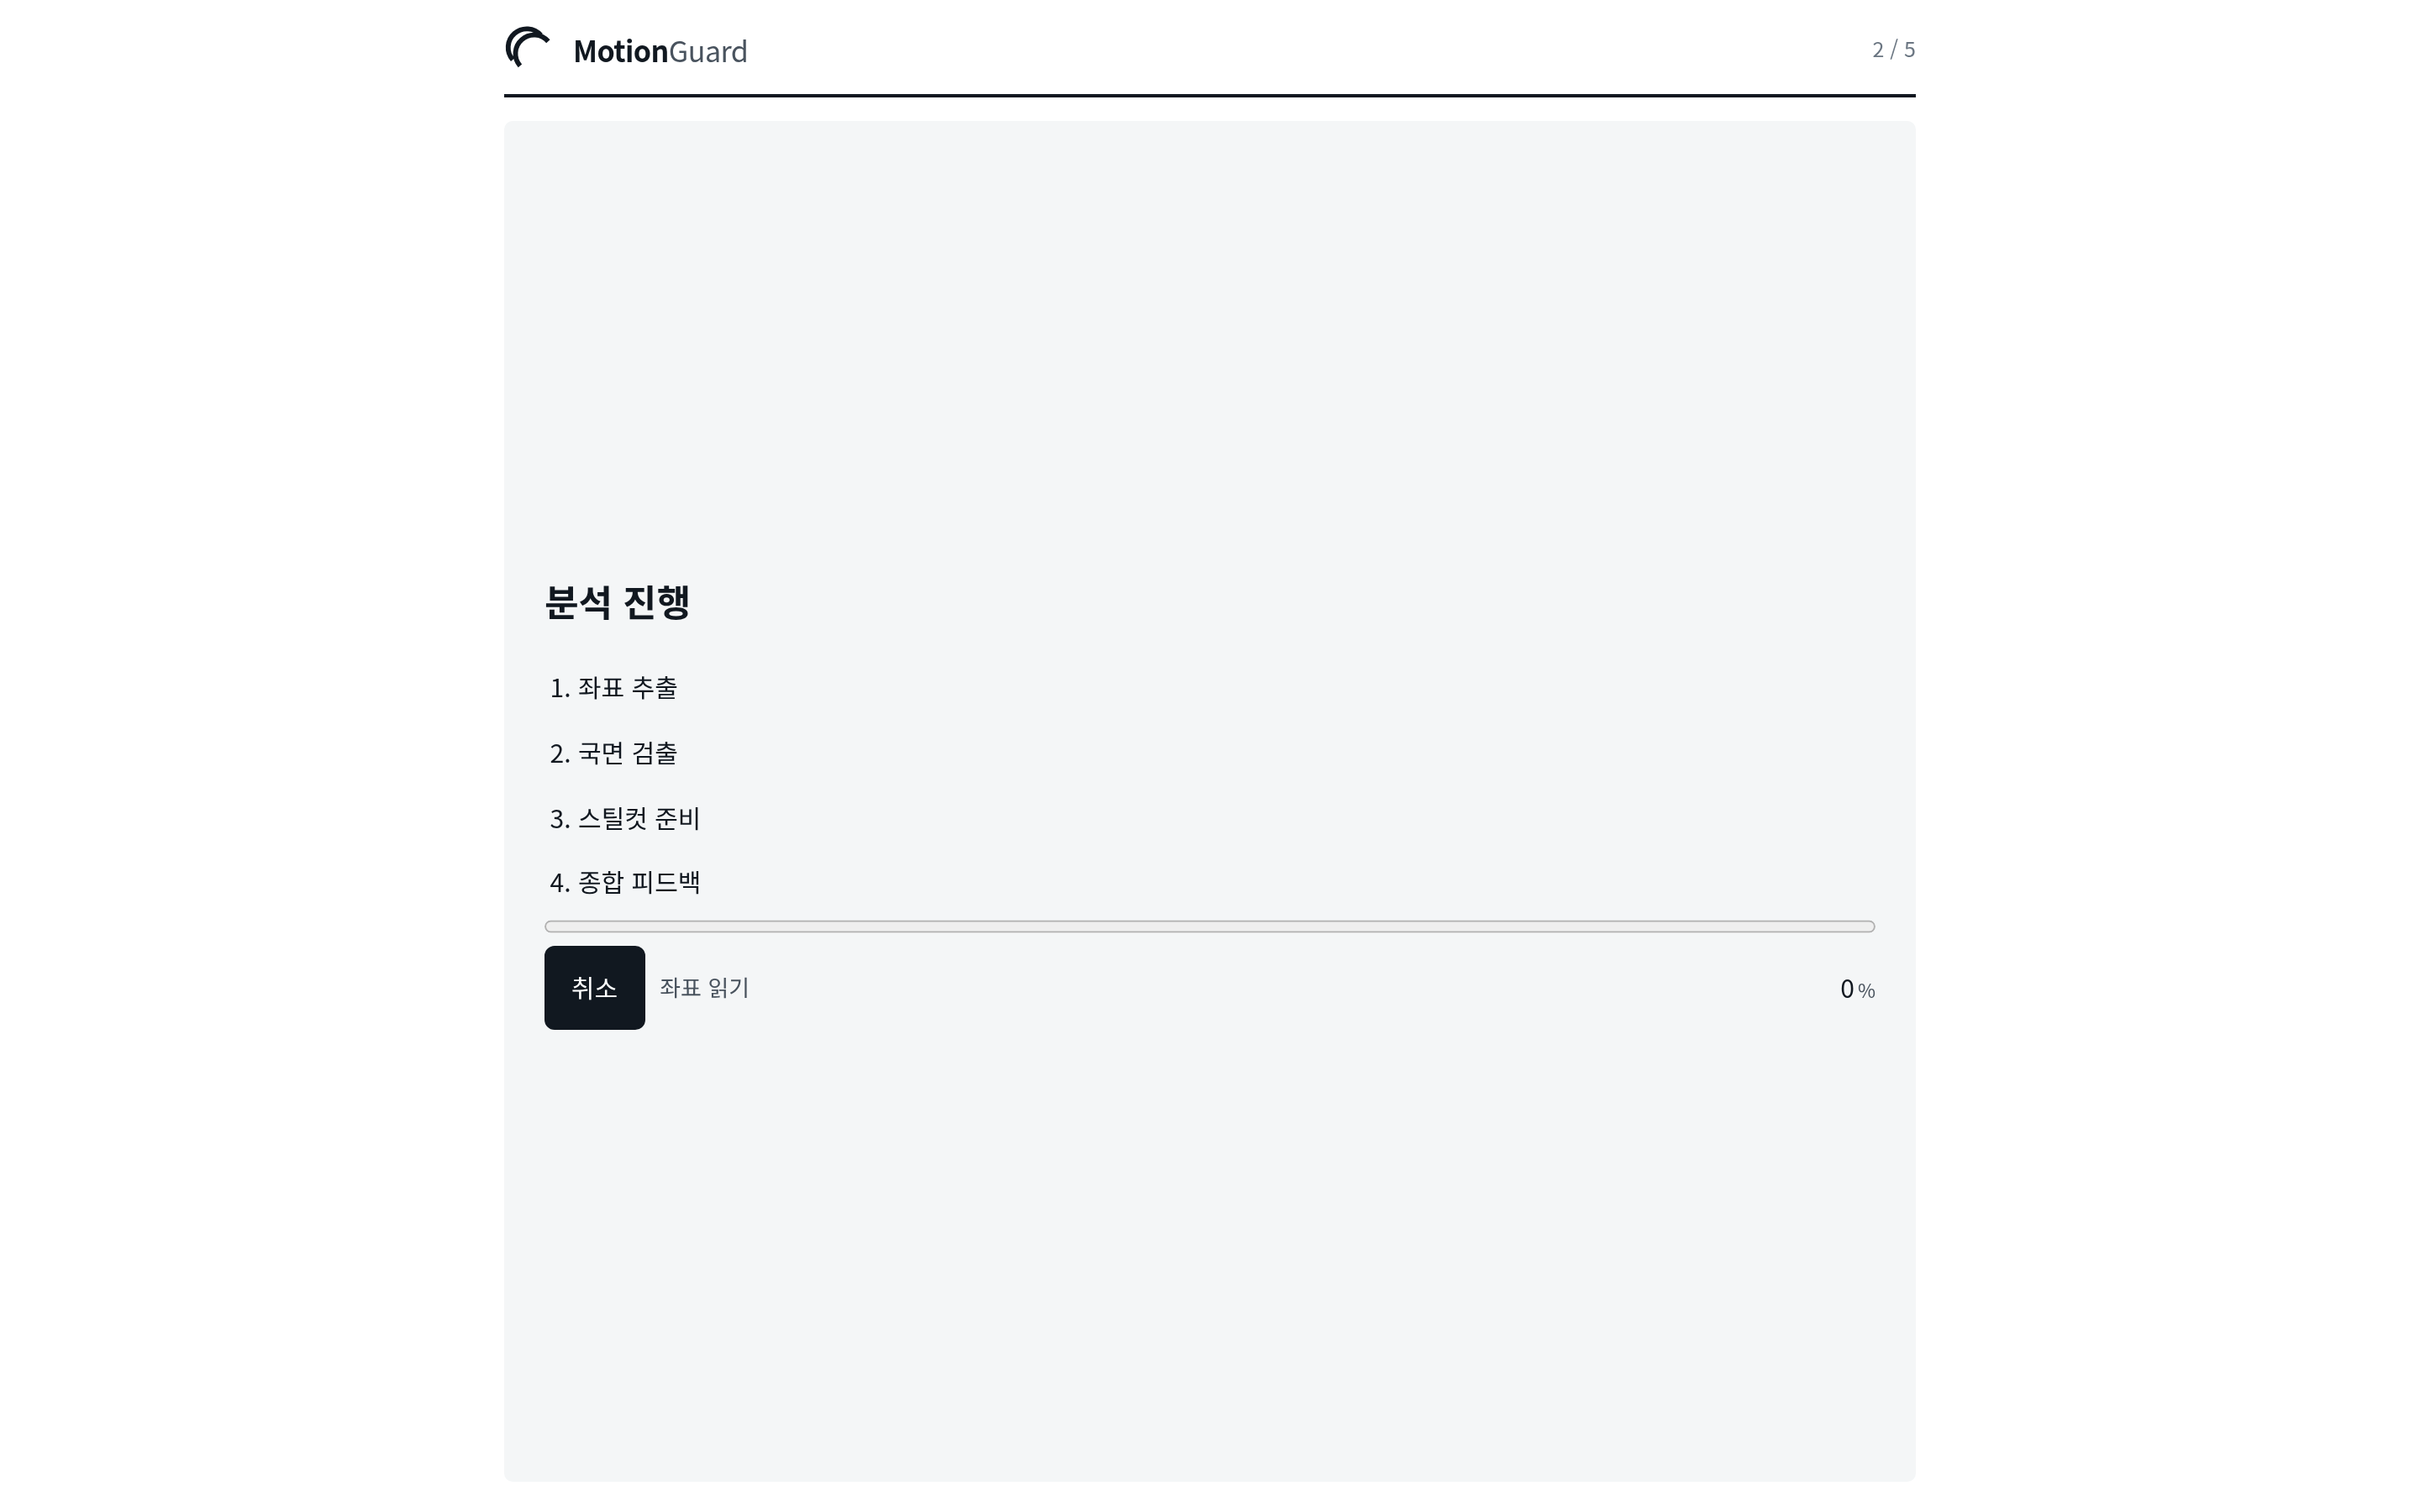 MotionGuard
2 / 5
분석 진행
1. 좌표 추출
2. 국면 검출
3. 스틸컷 준비
4. 종합 피드백
취소 좌표 읽기 0 %